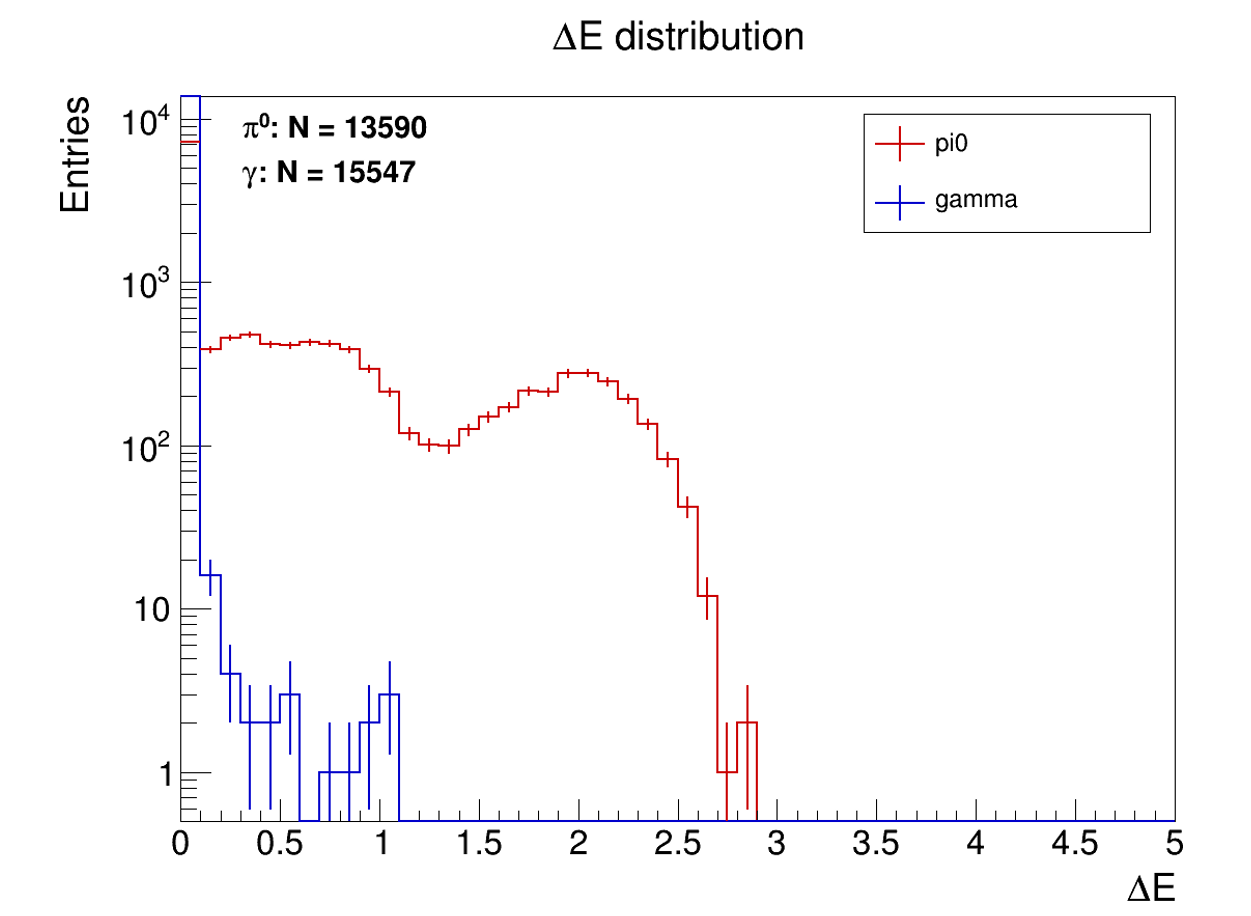 ΔE distribution
Entries
π⁰: N = 13590
γ: N = 15547
pi0
gamma
10⁴
10³
10²
10
1
0 0.5 1 1.5 2 2.5 3 3.5 4 4.5 5
ΔE